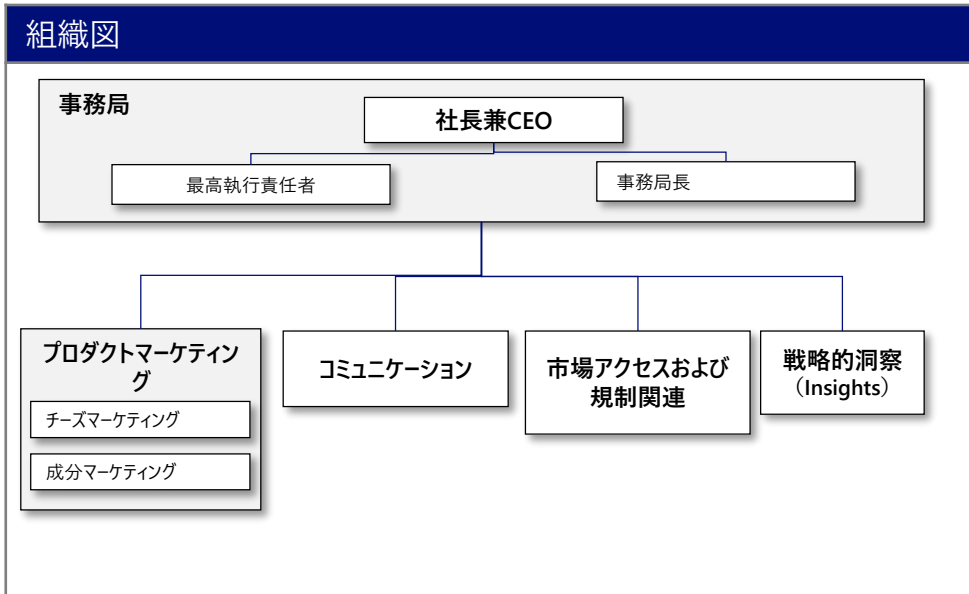 組織図
事務局
社長兼CEO
最高執行責任者
事務局長
プロダクトマーケティン
グ
チーズマーケティング
成分マーケティング
コミュニケーション
市場アクセスおよび
規制関連
戦略的洞察
（Insights）